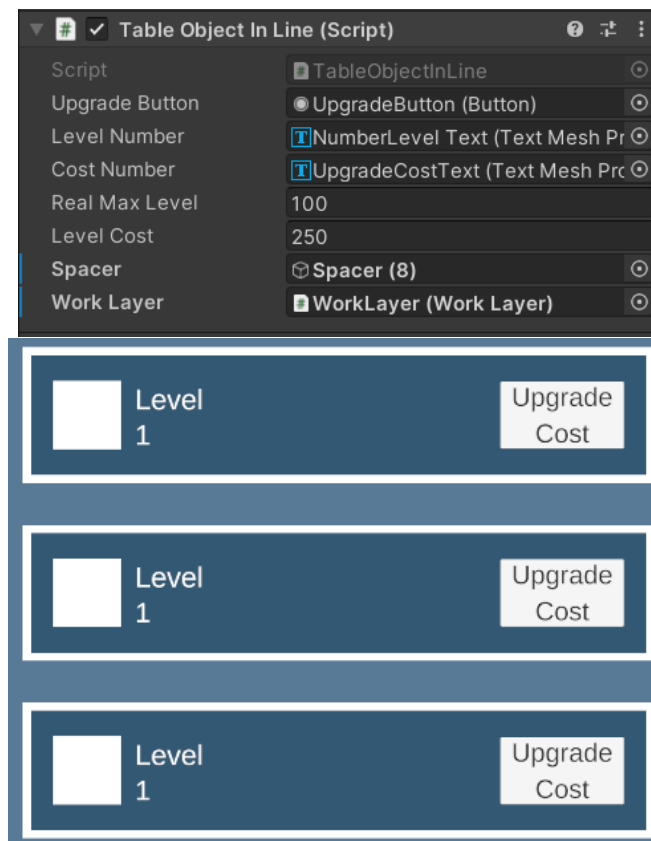 Table Object In Line (Script)
Script TableObjectInLine
Upgrade Button UpgradeButton (Button)
Level Number NumberLevel Text (Text Mesh Pr
Cost Number UpgradeCostText (Text Mesh Pro
Real Max Level 100
Level Cost 250
Spacer Spacer (8)
Work Layer WorkLayer (Work Layer)
Level
1
Upgrade
Cost
Level
1
Upgrade
Cost
Level
1
Upgrade
Cost